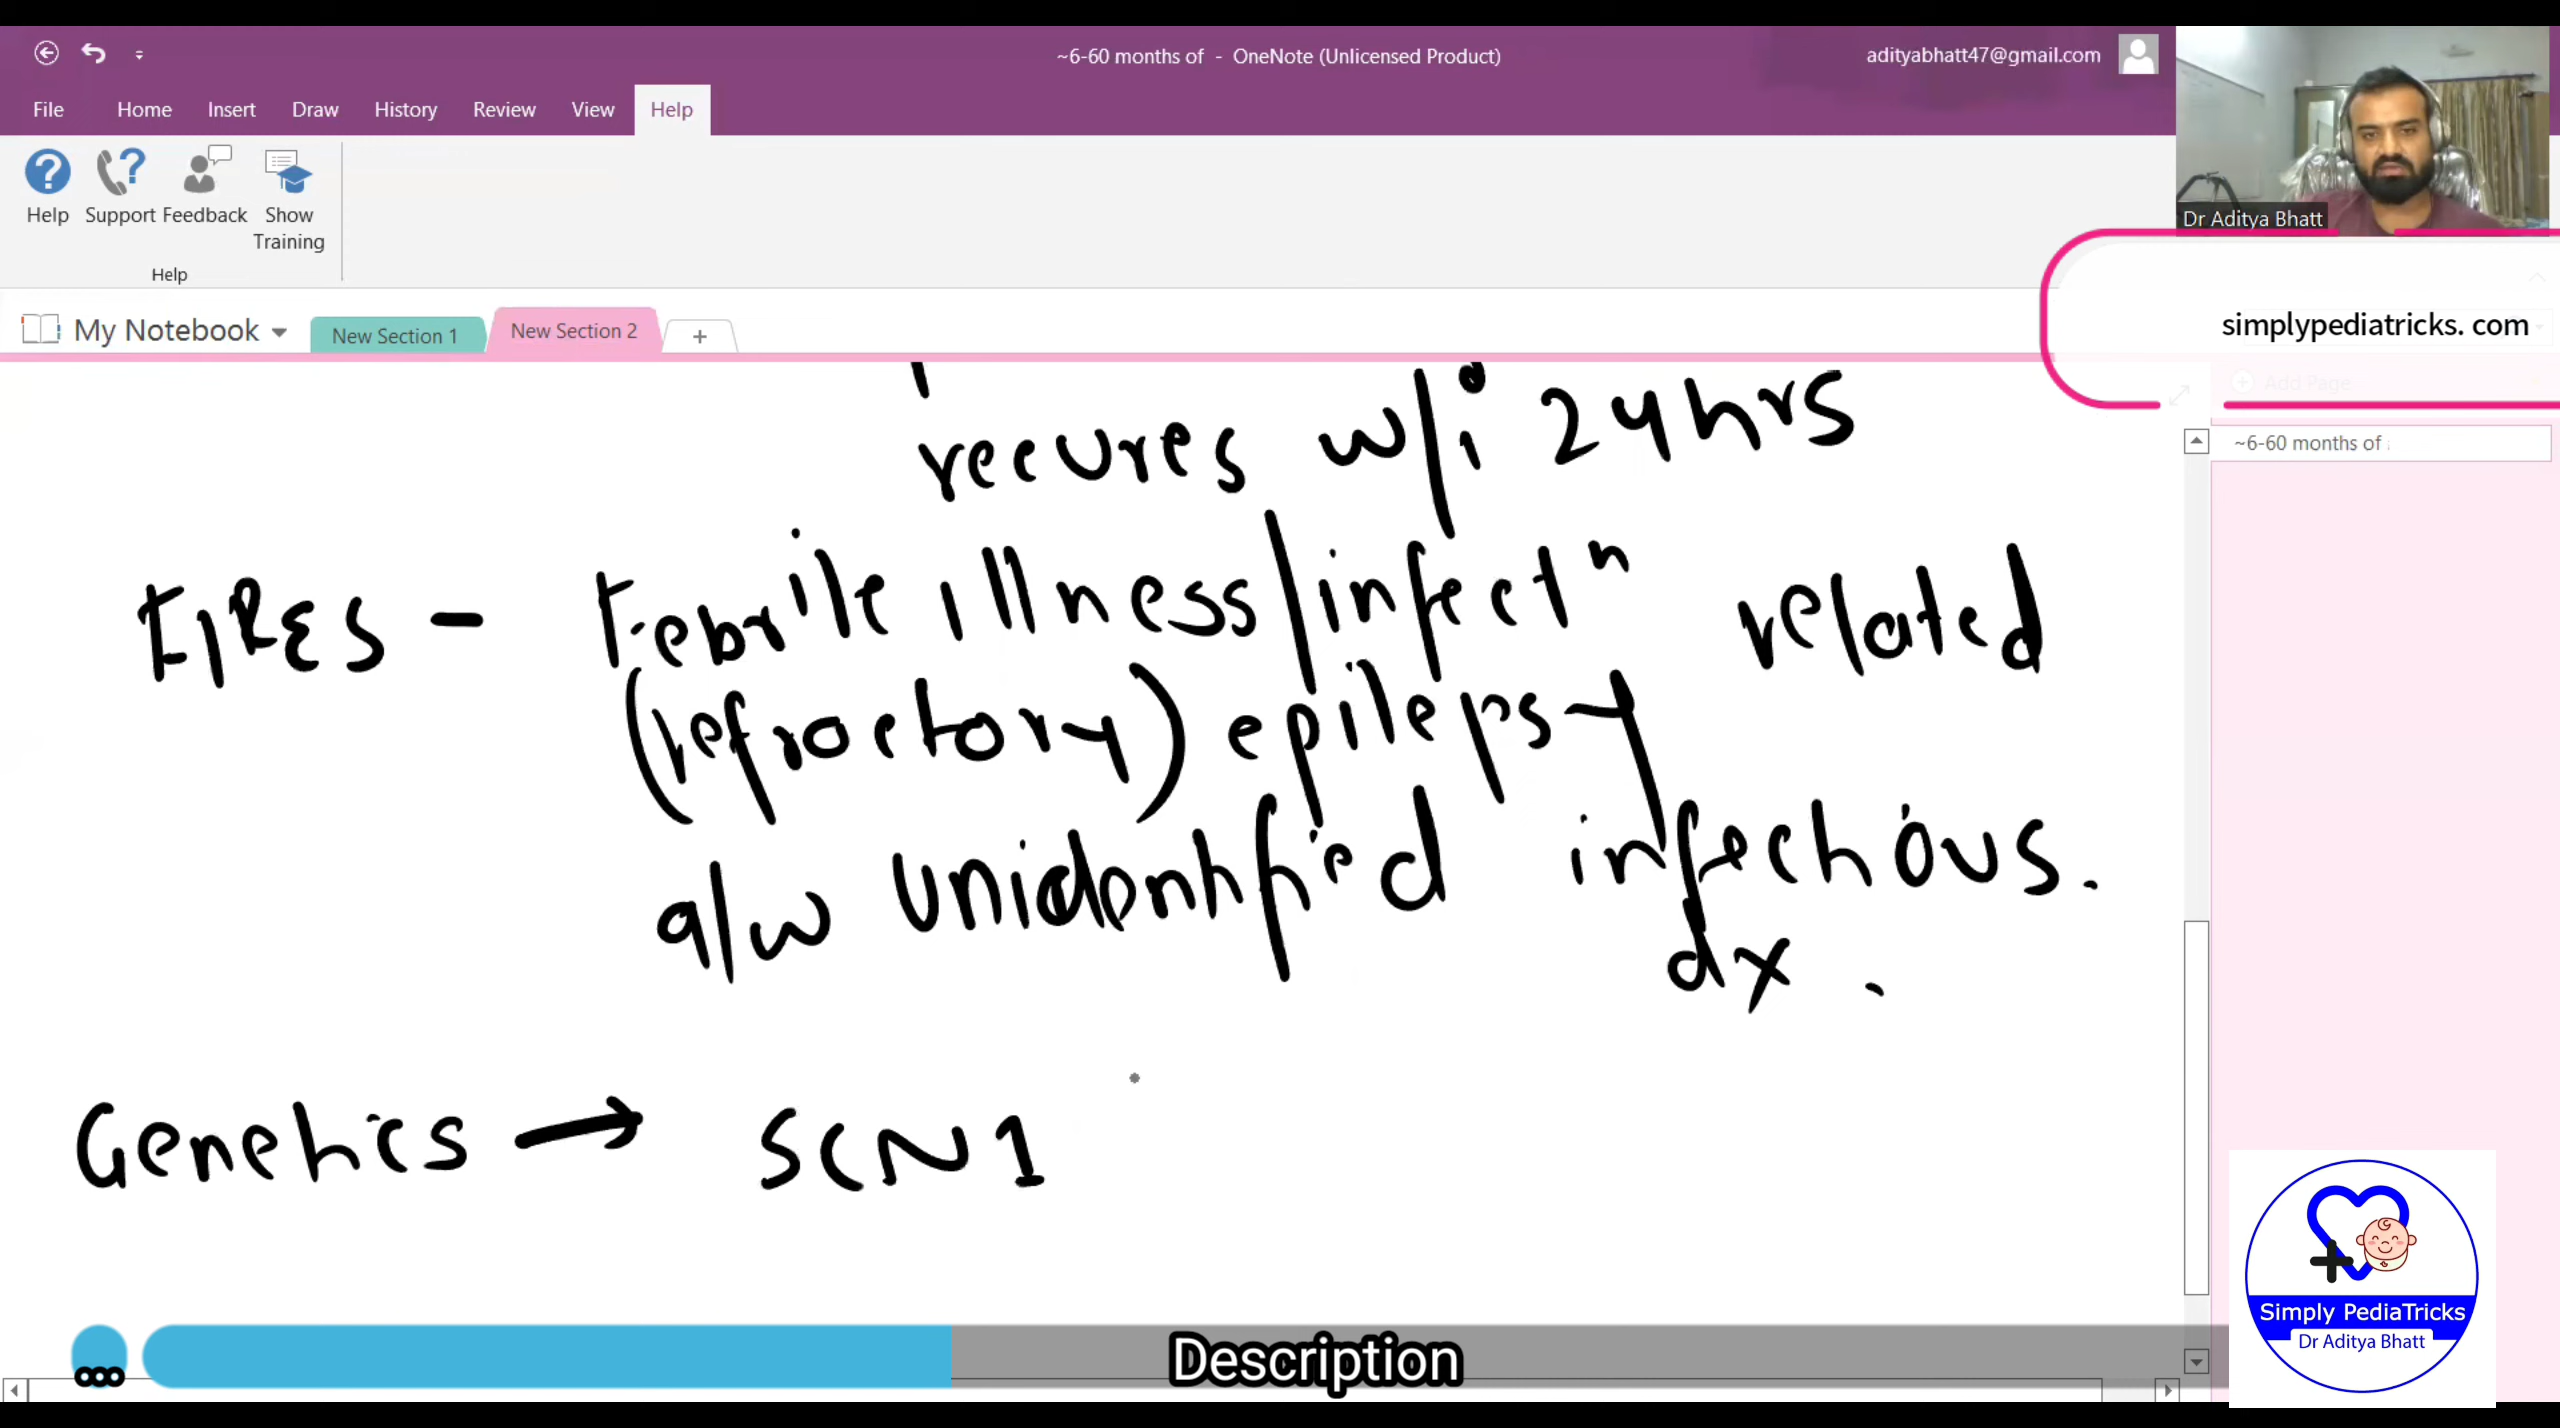 ~6-60 months of - OneNote (Unlicensed Product)
adityabhatt47@gmail.com
File Home Insert Draw History Review View Help
Help Support Feedback Show Training
Help
Dr Aditya Bhatt
simplypediatricks. com
My Notebook New Section 1 New Section 2 +
Add Page
~6-60 months of
recures w/i 24hrs
FIRES - Febrile illness/infectn related
(refractory) epilepsy
a/w unidentified infectious.
dx.
Genetics → SCN1
Description
Simply PediaTricks
Dr Aditya Bhatt